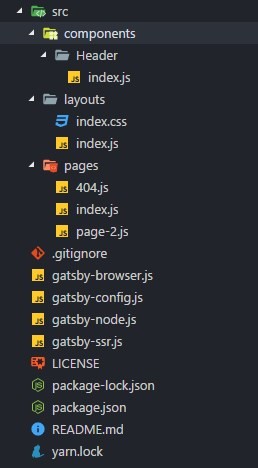 src
components
Header
index.js
layouts
index.css
index.js
pages
404.js
index.js
page-2.js
.gitignore
gatsby-browser.js
gatsby-config.js
gatsby-node.js
gatsby-ssr.js
LICENSE
package-lock.json
package.json
README.md
yarn.lock